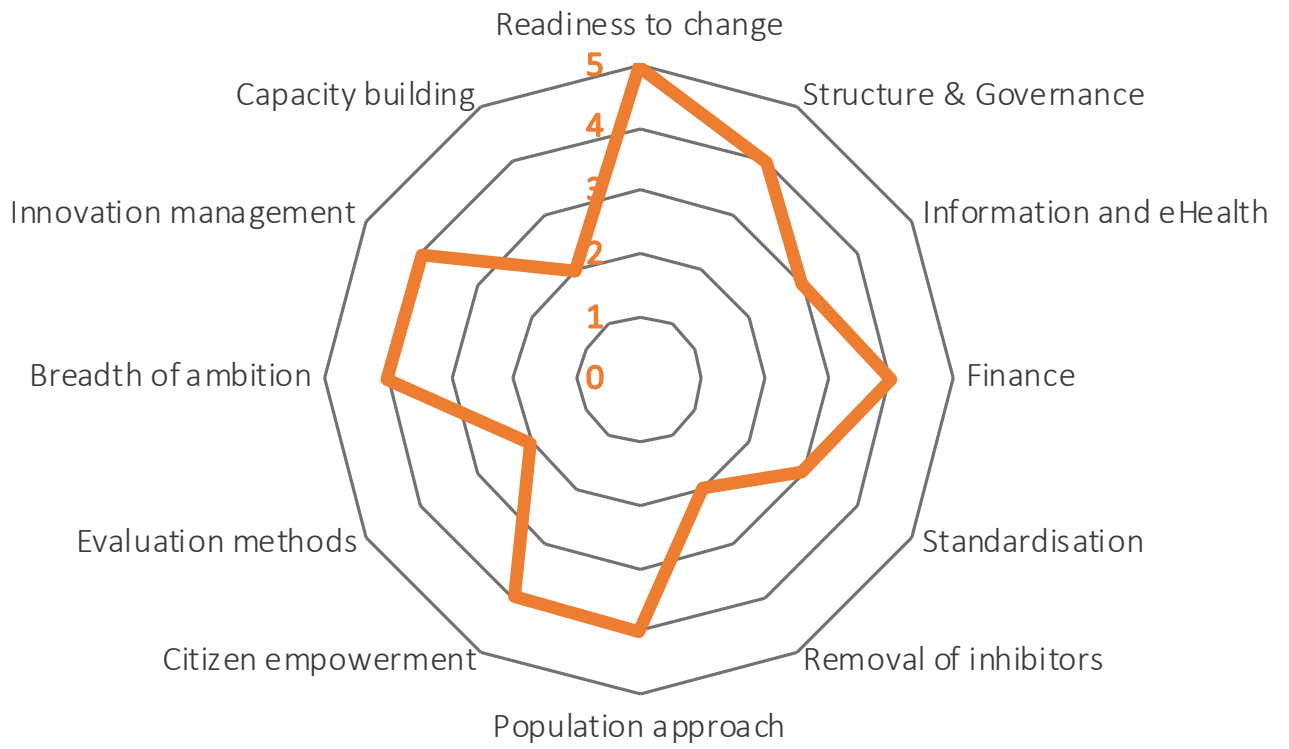 Readiness to change
5
Capacity building
Structure & Governance
4
3
Innovation management
Information and eHealth
2
1
Breadth of ambition
0
Finance
Evaluation methods
Standardisation
Citizen empowerment
Removal of inhibitors
Population approach